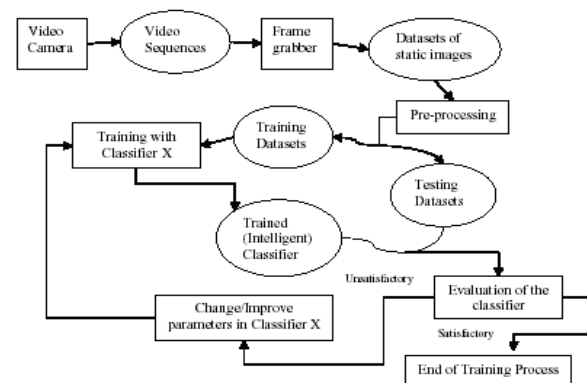 Video
Camera
Video
Sequences
Frame
grabber
Datasets of
static images
Pre-processing
Training with
Classifier X
Training
Datasets
Testing
Datasets
Trained
(Intelligent)
Classifier
Unsatisfactory
Evaluation of the
classifier
Change/Improve
parameters in Classifier X
Satisfactory
End of Training Process